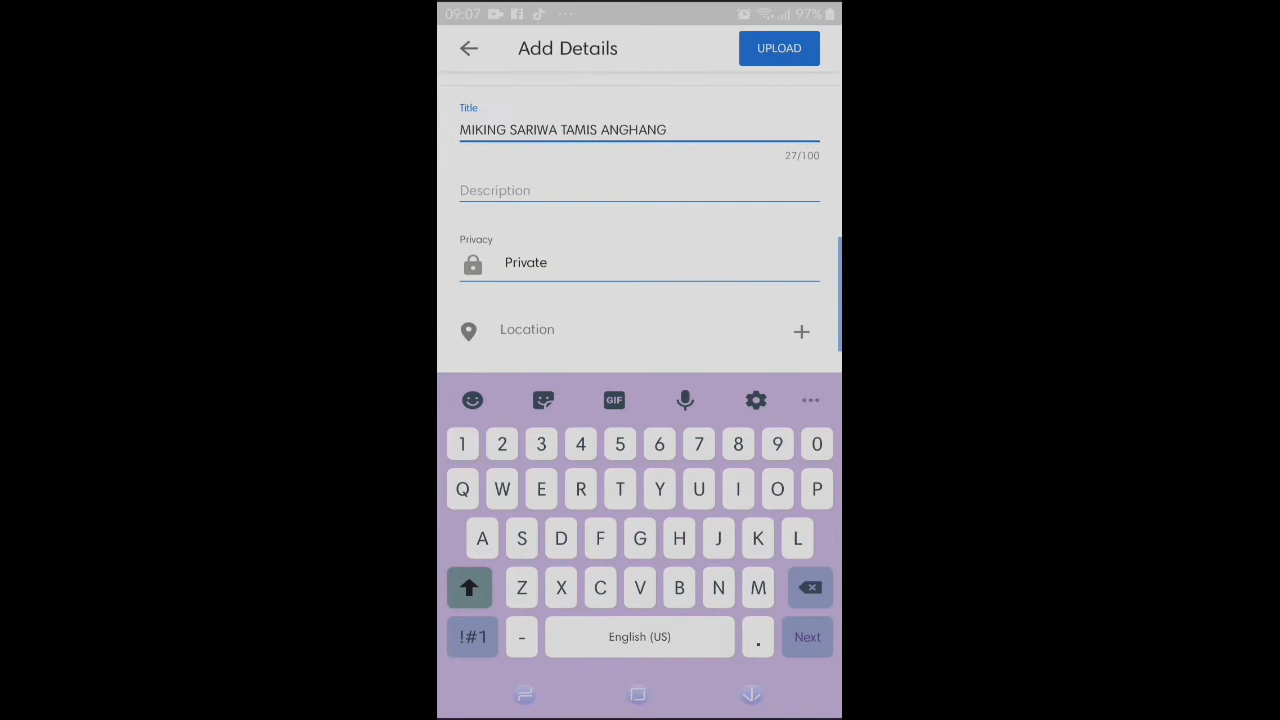 09:07 ... 97%
Add Details
UPLOAD
Title
MIKING SARIWA TAMIS ANGHANG
27/100
Description
Privacy
Private
Location +
GIF ...
1 2 3 4 5 6 7 8 9 0
Q W E R T Y U I O P
A S D F G H J K L
Z X C V B N M
!#1 - English (US) . Next